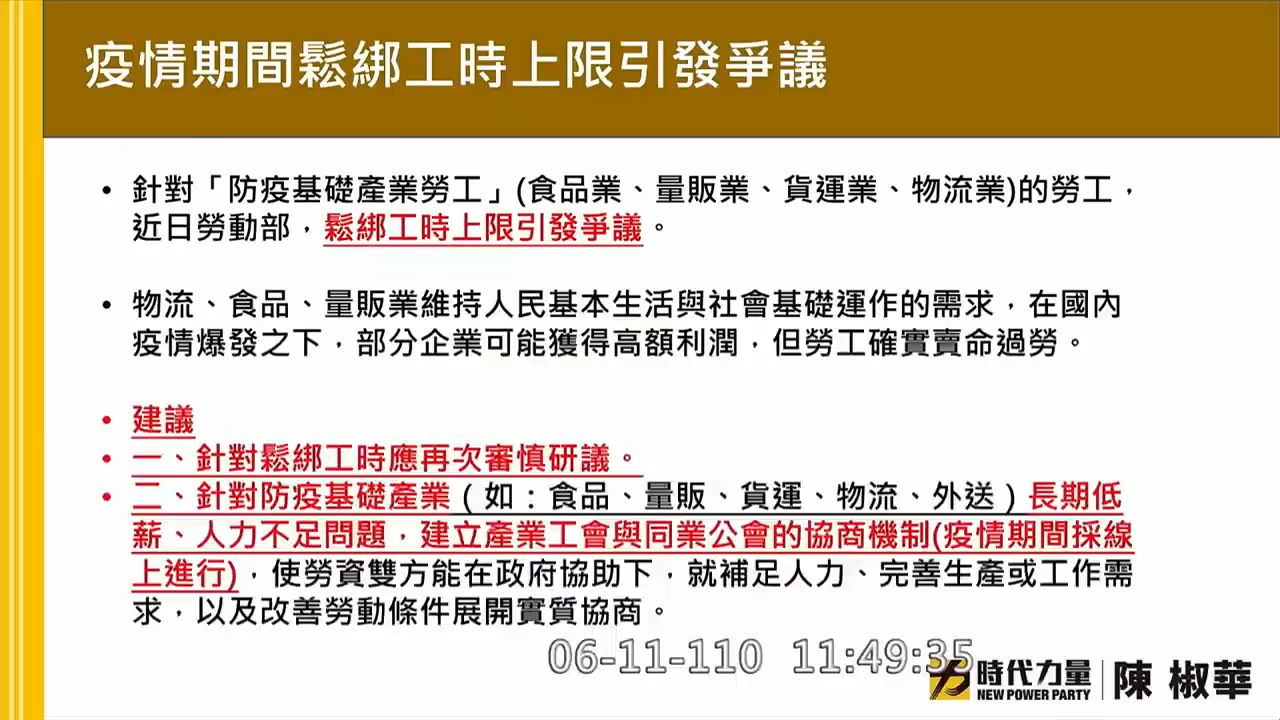 疫情期間鬆綁工時上限引發爭議
• 針對「防疫基礎產業勞工」(食品業、量販業、貨運業、物流業)的勞工，
近日勞動部，鬆綁工時上限引發爭議。
• 物流、食品、量販業維持人民基本生活與社會基礎運作的需求，在國內
疫情爆發之下，部分企業可能獲得高額利潤，但勞工確實賣命過勞。
• 建議
• 一、針對鬆綁工時應再次審慎研議。
• 二、針對防疫基礎產業（如：食品、量販、貨運、物流、外送）長期低
薪、人力不足問題，建立產業工會與同業公會的協商機制(疫情期間採線
上進行)，使勞資雙方能在政府協助下，就補足人力、完善生產或工作需
求，以及改善勞動條件展開實質協商。
06-11-110 11:49:35
時代力量 陳 椒華
NEW POWER PARTY